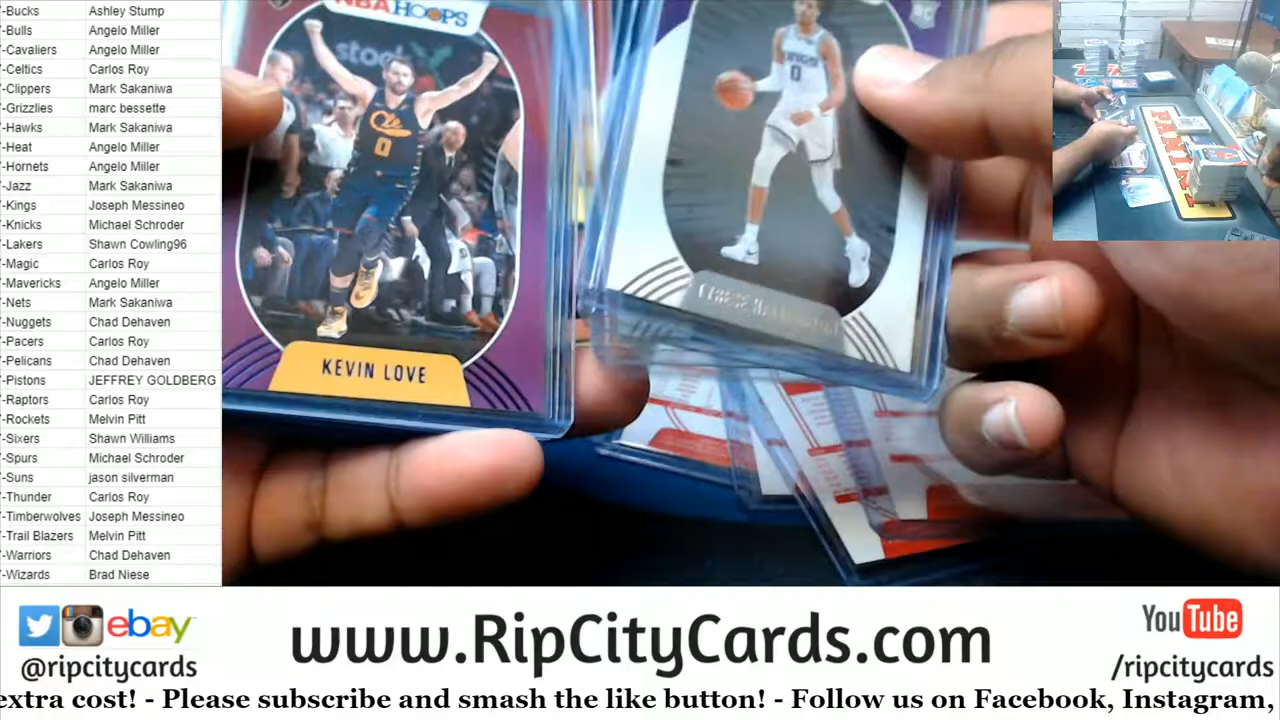 -Bucks Ashley Stump
-Bulls Angelo Miller
-Cavaliers Angelo Miller
-Celtics Carlos Roy
-Clippers Mark Sakaniwa
-Grizzlies marc bessette
-Hawks Mark Sakaniwa
-Heat Angelo Miller
-Hornets Angelo Miller
-Jazz Mark Sakaniwa
-Kings Joseph Messineo
-Knicks Michael Schroder
-Lakers Shawn Cowling96
-Magic Carlos Roy
-Mavericks Angelo Miller
-Nets Mark Sakaniwa
-Nuggets Chad Dehaven
-Pacers Carlos Roy
-Pelicans Chad Dehaven
-Pistons JEFFREY GOLDBERG
-Raptors Carlos Roy
-Rockets Melvin Pitt
-Sixers Shawn Williams
-Spurs Michael Schroder
-Suns jason silverman
-Thunder Carlos Roy
-Timberwolves Joseph Messineo
-Trail Blazers Melvin Pitt
-Warriors Chad Dehaven
-Wizards Brad Niese
NBA HOOPS
Cle
0
KEVIN LOVE
RC
0
PANINI
ebay
@ripcitycards
www.RipCityCards.com
YouTube
/ripcitycards
extra cost! - Please subscribe and smash the like button! - Follow us on Facebook, Instagram,